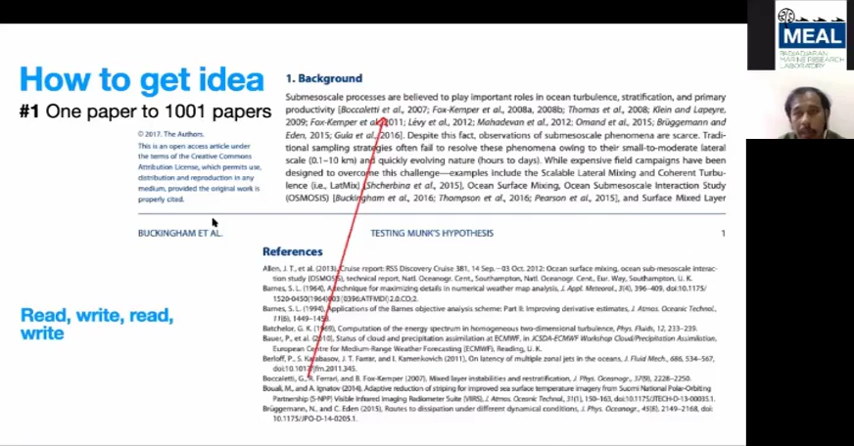 How to get idea
#1 One paper to 1001 papers
© 2017. The Authors.
This is an open access article under
the terms of the Creative Commons
Attribution License, which permits use,
distribution and reproduction in any
medium, provided the original work is
properly cited.
1. Background
Submesoscale processes are believed to play important roles in ocean turbulence, stratification, and primary
productivity [Boccaletti et al., 2007; Fox-Kemper et al., 2008a, 2008b; Thomas et al., 2008; Klein and Lapeyre,
2009; Fox-Kemper et al., 2011; Lévy et al., 2012; Mahadevan et al., 2012; Omand et al., 2015; Brüggemann and
Eden, 2015; Gula et al., 2016]. Despite this fact, observations of submesoscale phenomena are scarce. Tradi-
tional sampling strategies often fail to resolve these phenomena owing to their small-to-moderate lateral
scale (0.1–10 km) and quickly evolving nature (hours to days). While expensive field campaigns have been
designed to overcome this challenge—examples include the Scalable Lateral Mixing and Coherent Turbu-
lence (i.e., LatMix) [Shcherbina et al., 2015], Ocean Surface Mixing, Ocean Submesoscale Interaction Study
(OSMOSIS) [Buckingham et al., 2016; Thompson et al., 2016; Pearson et al., 2015], and Surface Mixed Layer
BUCKINGHAM ET AL. TESTING MUNK'S HYPOTHESIS 1
References
Allen, J. T., et al. (2013), Cruise report: RSS Discovery Cruise 381, 14 Sep.–03 Oct. 2012: Ocean surface mixing, ocean sub-mesoscale interac-
tion study (OSMOSIS), technical report, Natl. Oceanogr. Cent., Southampton, Natl. Oceanogr. Cent., Eur. Way, Southampton, U. K.
Barnes, S. L. (1964), A technique for maximizing details in numerical weather map analysis, J. Appl. Meteorol., 3(4), 396–409, doi:10.1175/
1520-0450(1964)003<0396:ATFMDI>2.0.CO;2.
Barnes, S. L. (1994), Applications of the Barnes objective analysis scheme: Part II: Improving derivative estimates, J. Atmos. Oceanic Technol.,
11(6), 1449–1458.
Batchelor, G. K. (1969), Computation of the energy spectrum in homogeneous two-dimensional turbulence, Phys. Fluids, 12, 233–239.
Bauer, P., et al. (2010), Status of cloud and precipitation assimilation at ECMWF, in JCSDA-ECMWF Workshop Cloud/Precipitation Assimilation,
European Centre for Medium-Range Weather Forecasting (ECMWF), Reading, U. K.
Berloff, P., S. Karabasov, J. T. Farrar, and I. Kamenkovich (2011), On latency of multiple zonal jets in the oceans, J. Fluid Mech., 686, 534–567,
doi:10.1017/jfm.2011.345.
Boccaletti, G., R. Ferrari, and B. Fox-Kemper (2007), Mixed layer instabilities and restratification, J. Phys. Oceanogr., 37(9), 2228–2250.
Bouali, M., and A. Ignatov (2014), Adaptive reduction of striping for improved sea surface temperature imagery from Suomi National Polar-Orbiting
Partnership (S-NPP) Visible Infrared Imaging Radiometer Suite (VIIRS), J. Atmos. Oceanic Technol., 31(1), 150–163, doi:10.1175/JTECH-D-13-00035.1.
Brüggemann, N., and C. Eden (2015), Routes to dissipation under different dynamical conditions, J. Phys. Oceanogr., 45(8), 2149–2168, doi:
10.1175/JPO-D-14-0205.1.
Read, write, read,
write
MEAL
PADJADJARAN
MARINE RESEARCH
LABORATORY